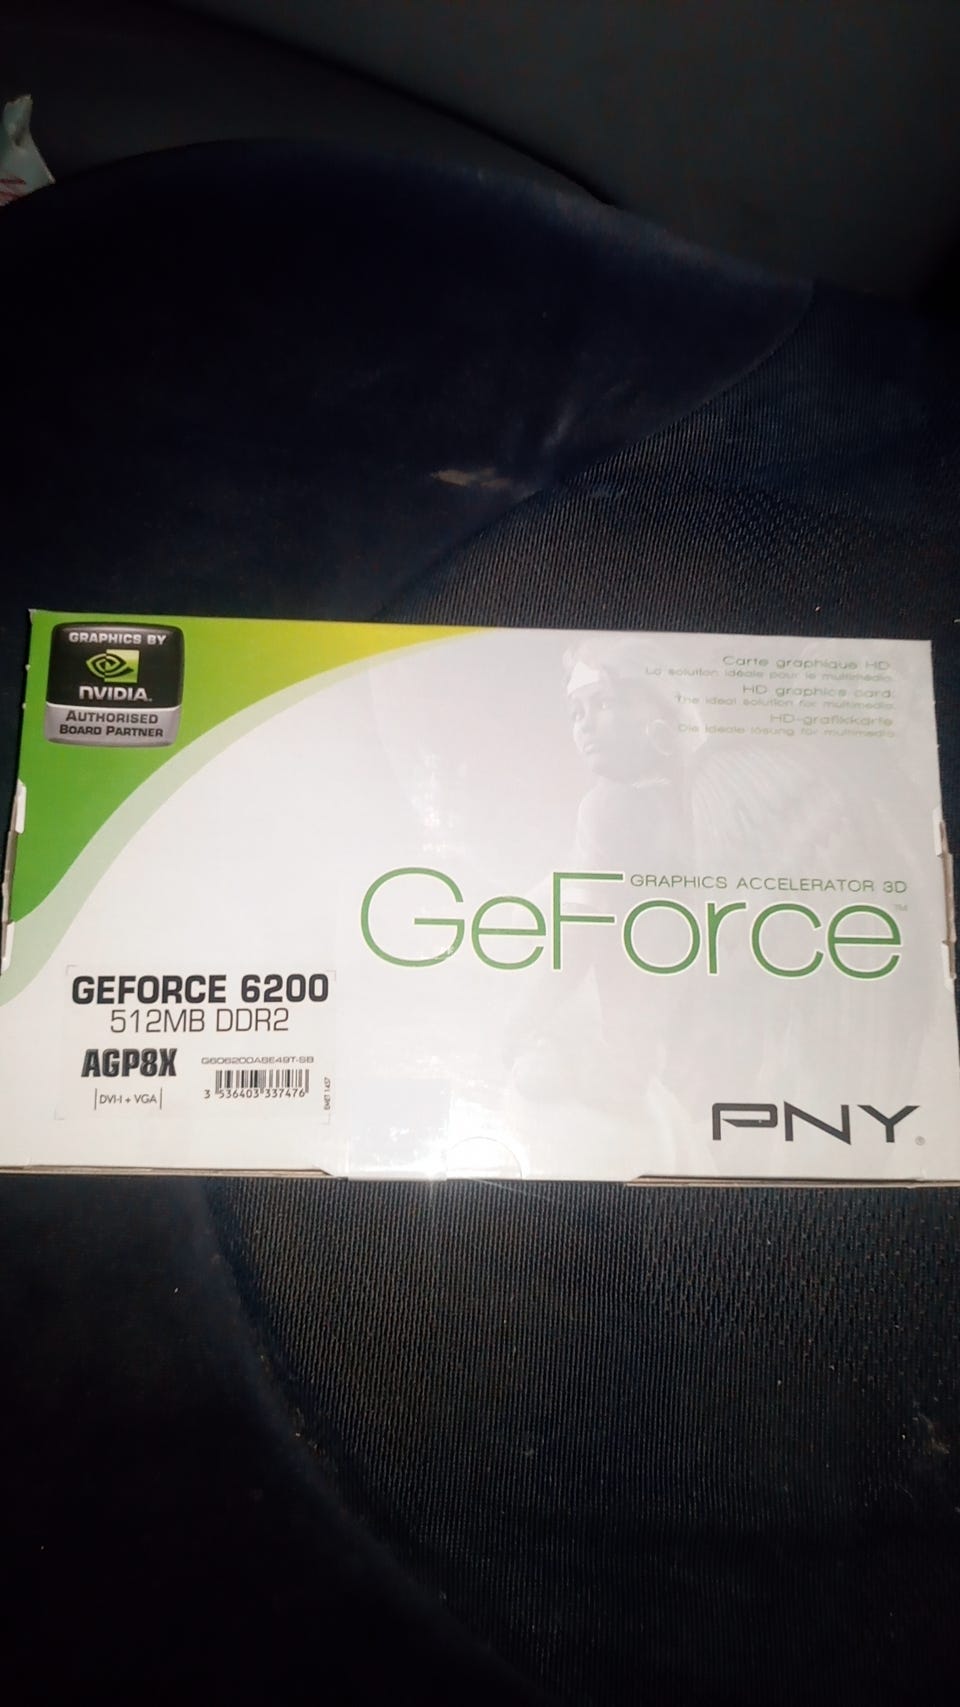 GRAPHICS BY
NVIDIA.
AUTHORISED
BOARD PARTNER
Carte graphique HD:
La solution idéale pour le multimédia.
HD graphics card:
The ideal solution for multimedia.
HD-grafikkarte
Die ideale lösung für multimedia
GRAPHICS ACCELERATOR 3D
GeForce™
GEFORCE 6200
512MB DDR2
AGP8X
DVI-I + VGA
3 536403 337476
PNY®